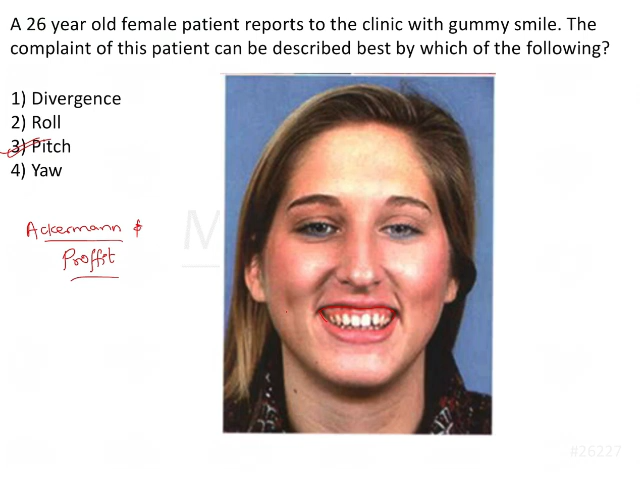 A 26 year old female patient reports to the clinic with gummy smile. The
complaint of this patient can be described best by which of the following?
1) Divergence
2) Roll
3) Pitch
4) Yaw
Ackermann &
Proffit
M
#26227